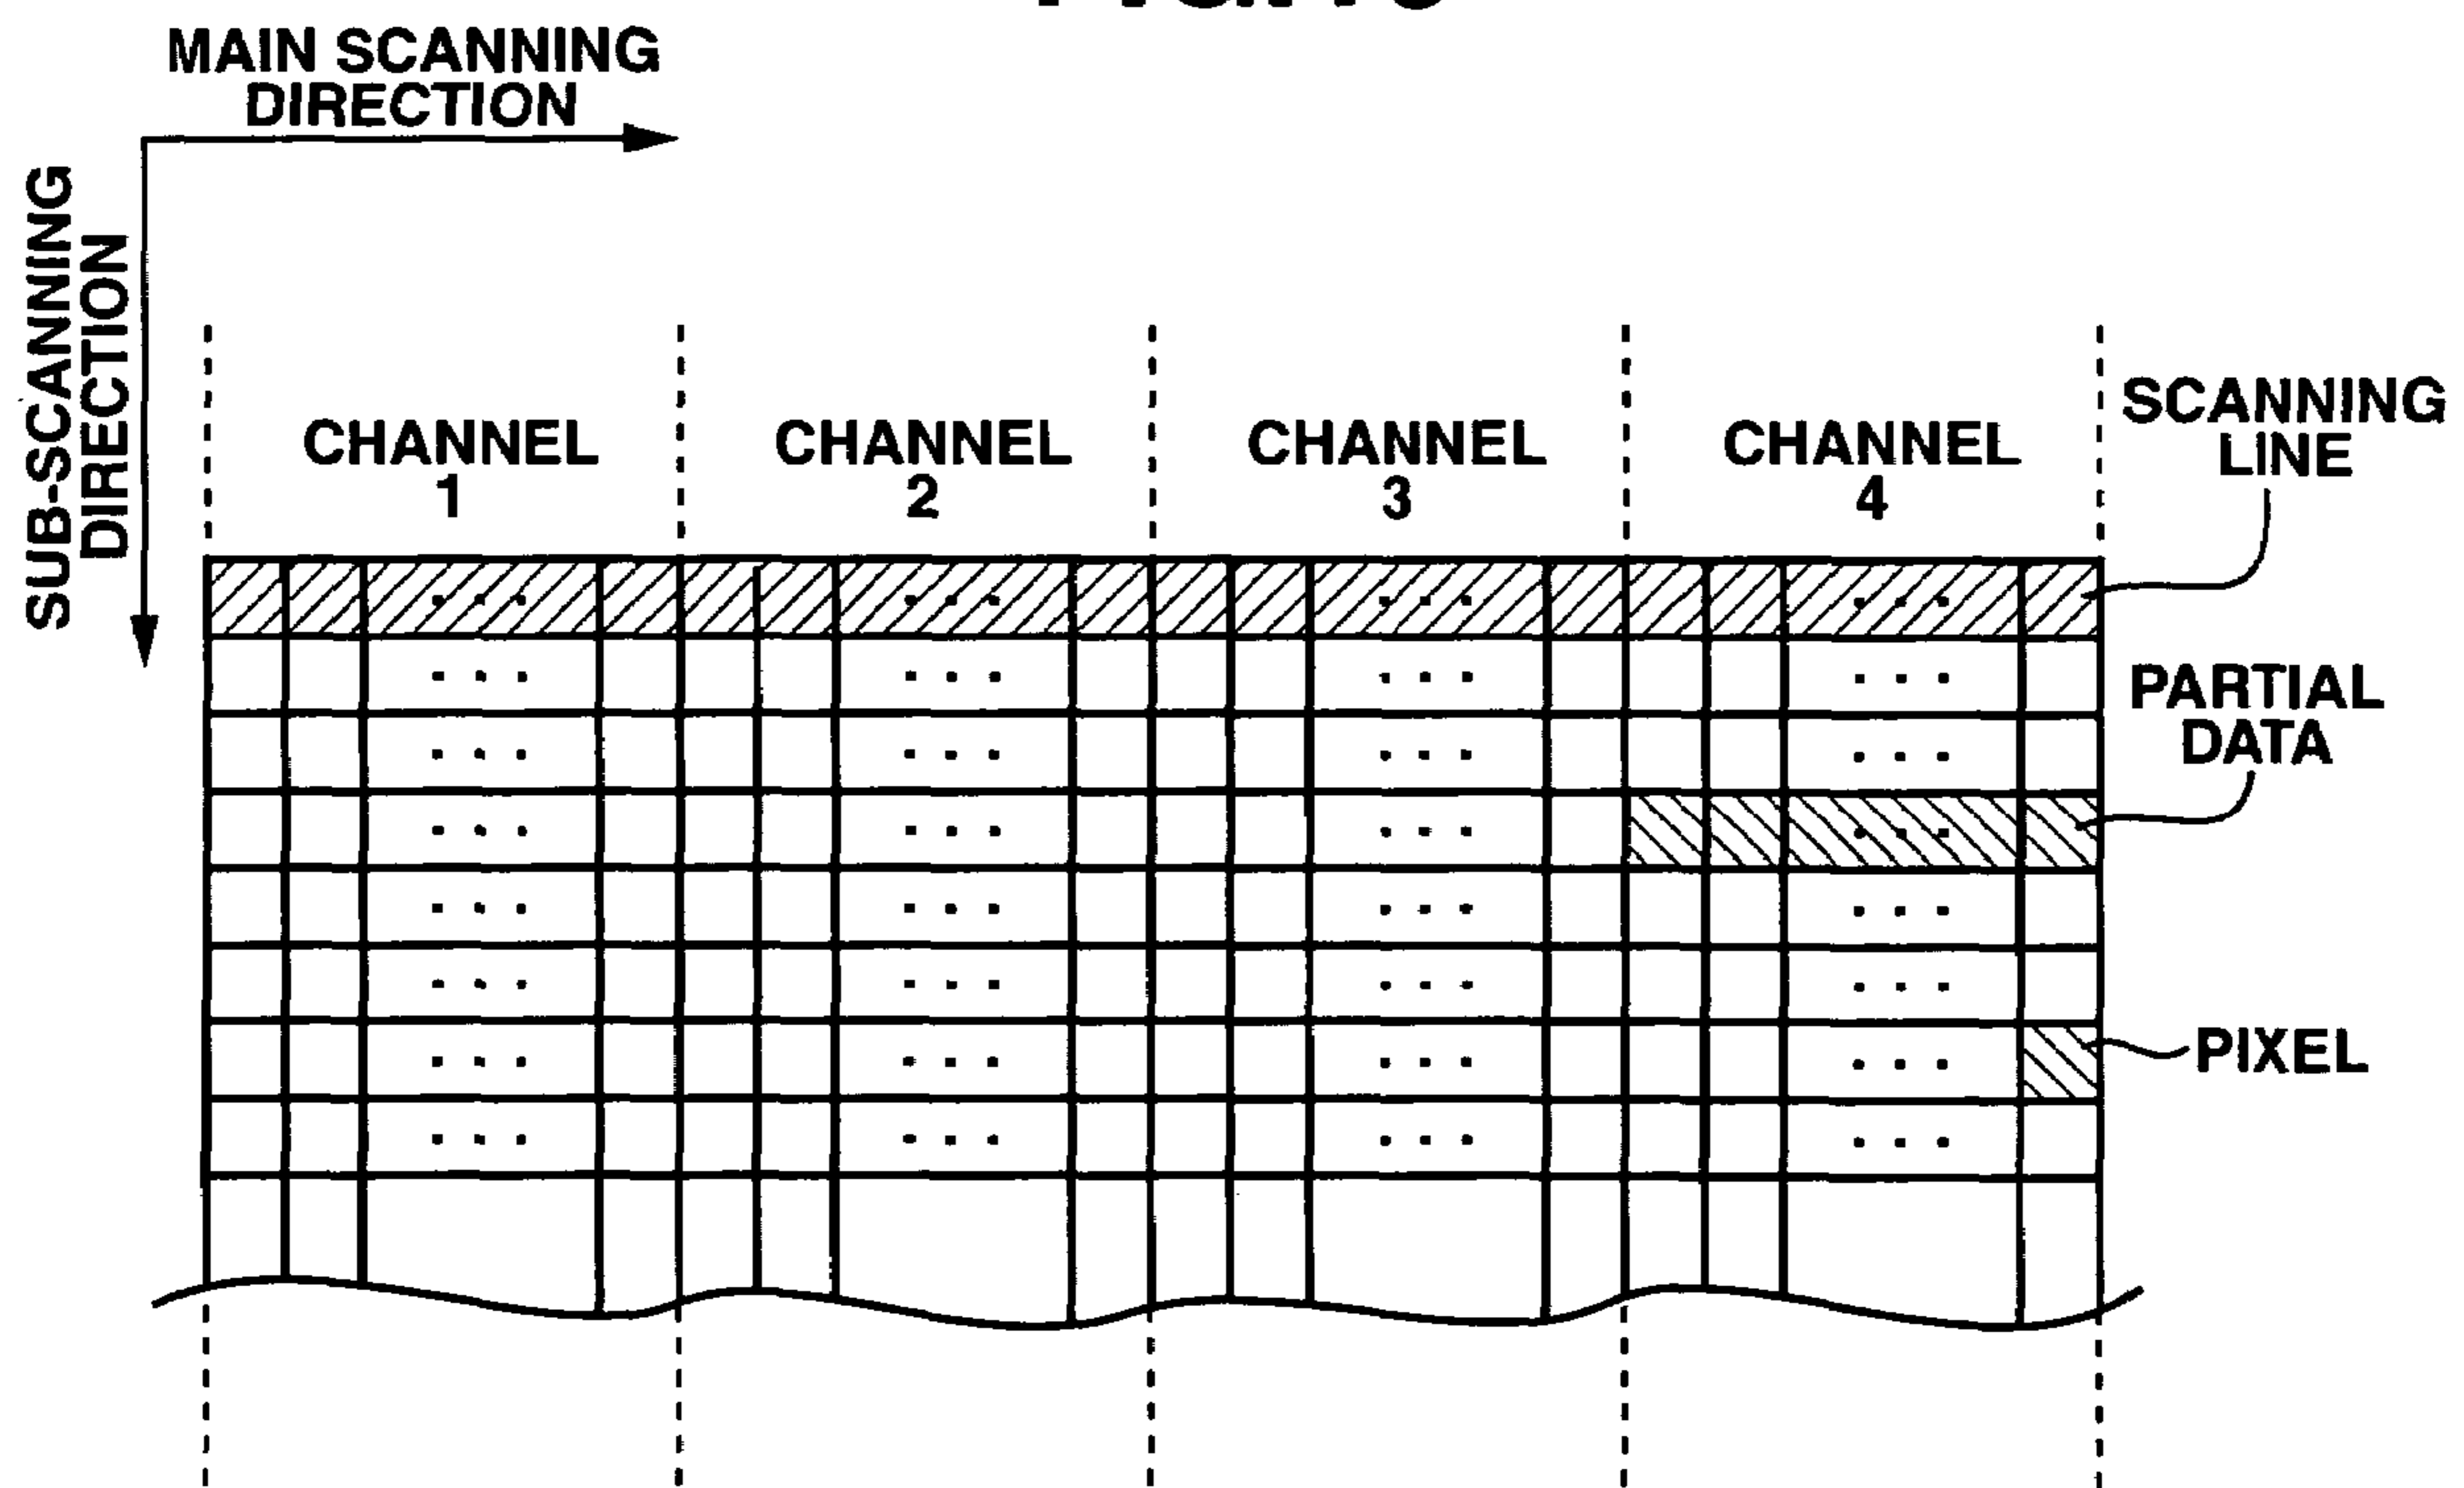 MAIN SCANNING
DIRECTION
SUB-SCANNING
DIRECTION
CHANNEL
1
CHANNEL
2
CHANNEL
3
CHANNEL
4
SCANNING
LINE
PARTIAL
DATA
PIXEL